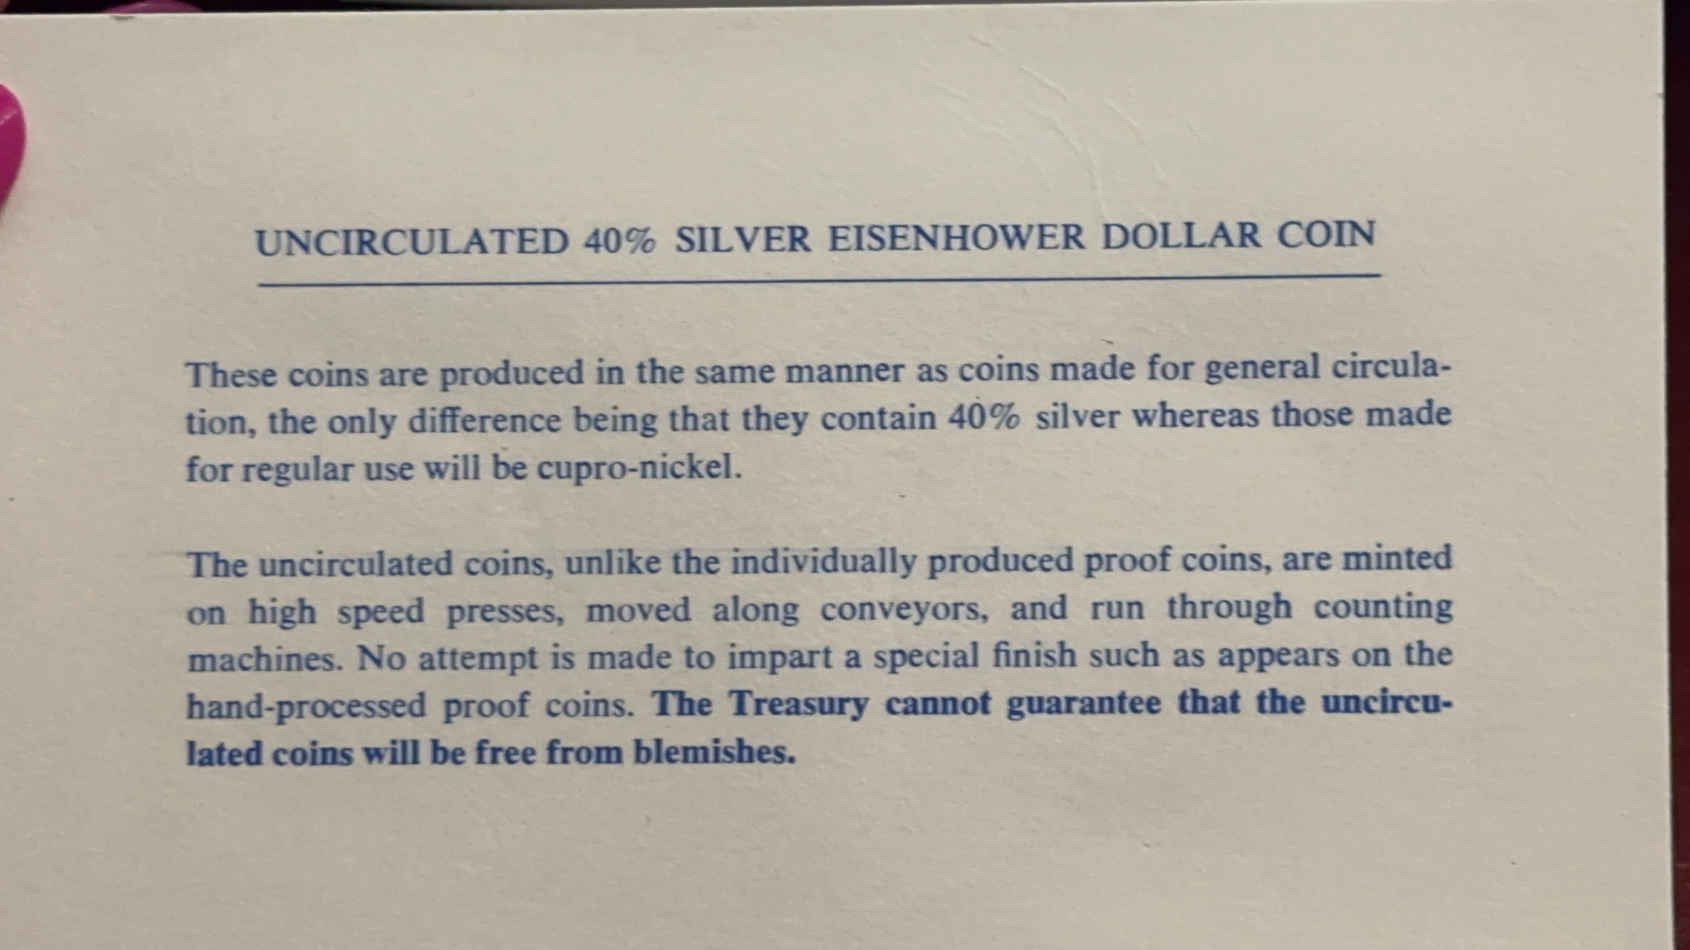 UNCIRCULATED 40% SILVER EISENHOWER DOLLAR COIN
These coins are produced in the same manner as coins made for general circula-
tion, the only difference being that they contain 40% silver whereas those made
for regular use will be cupro-nickel.
The uncirculated coins, unlike the individually produced proof coins, are minted
on high speed presses, moved along conveyors, and run through counting
machines. No attempt is made to impart a special finish such as appears on the
hand-processed proof coins. The Treasury cannot guarantee that the uncircu-
lated coins will be free from blemishes.